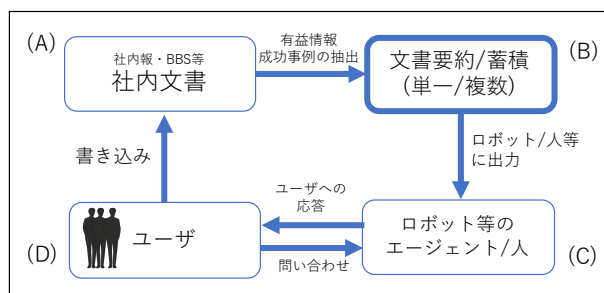 (A)
社内報・BBS等
社内文書
有益情報
成功事例の抽出
文書要約/蓄積
(単一/複数)
(B)
書き込み
ロボット/人等
に出力
ユーザへの
応答
(D)
ユーザ
問い合わせ
ロボット等の
エージェント/人
(C)